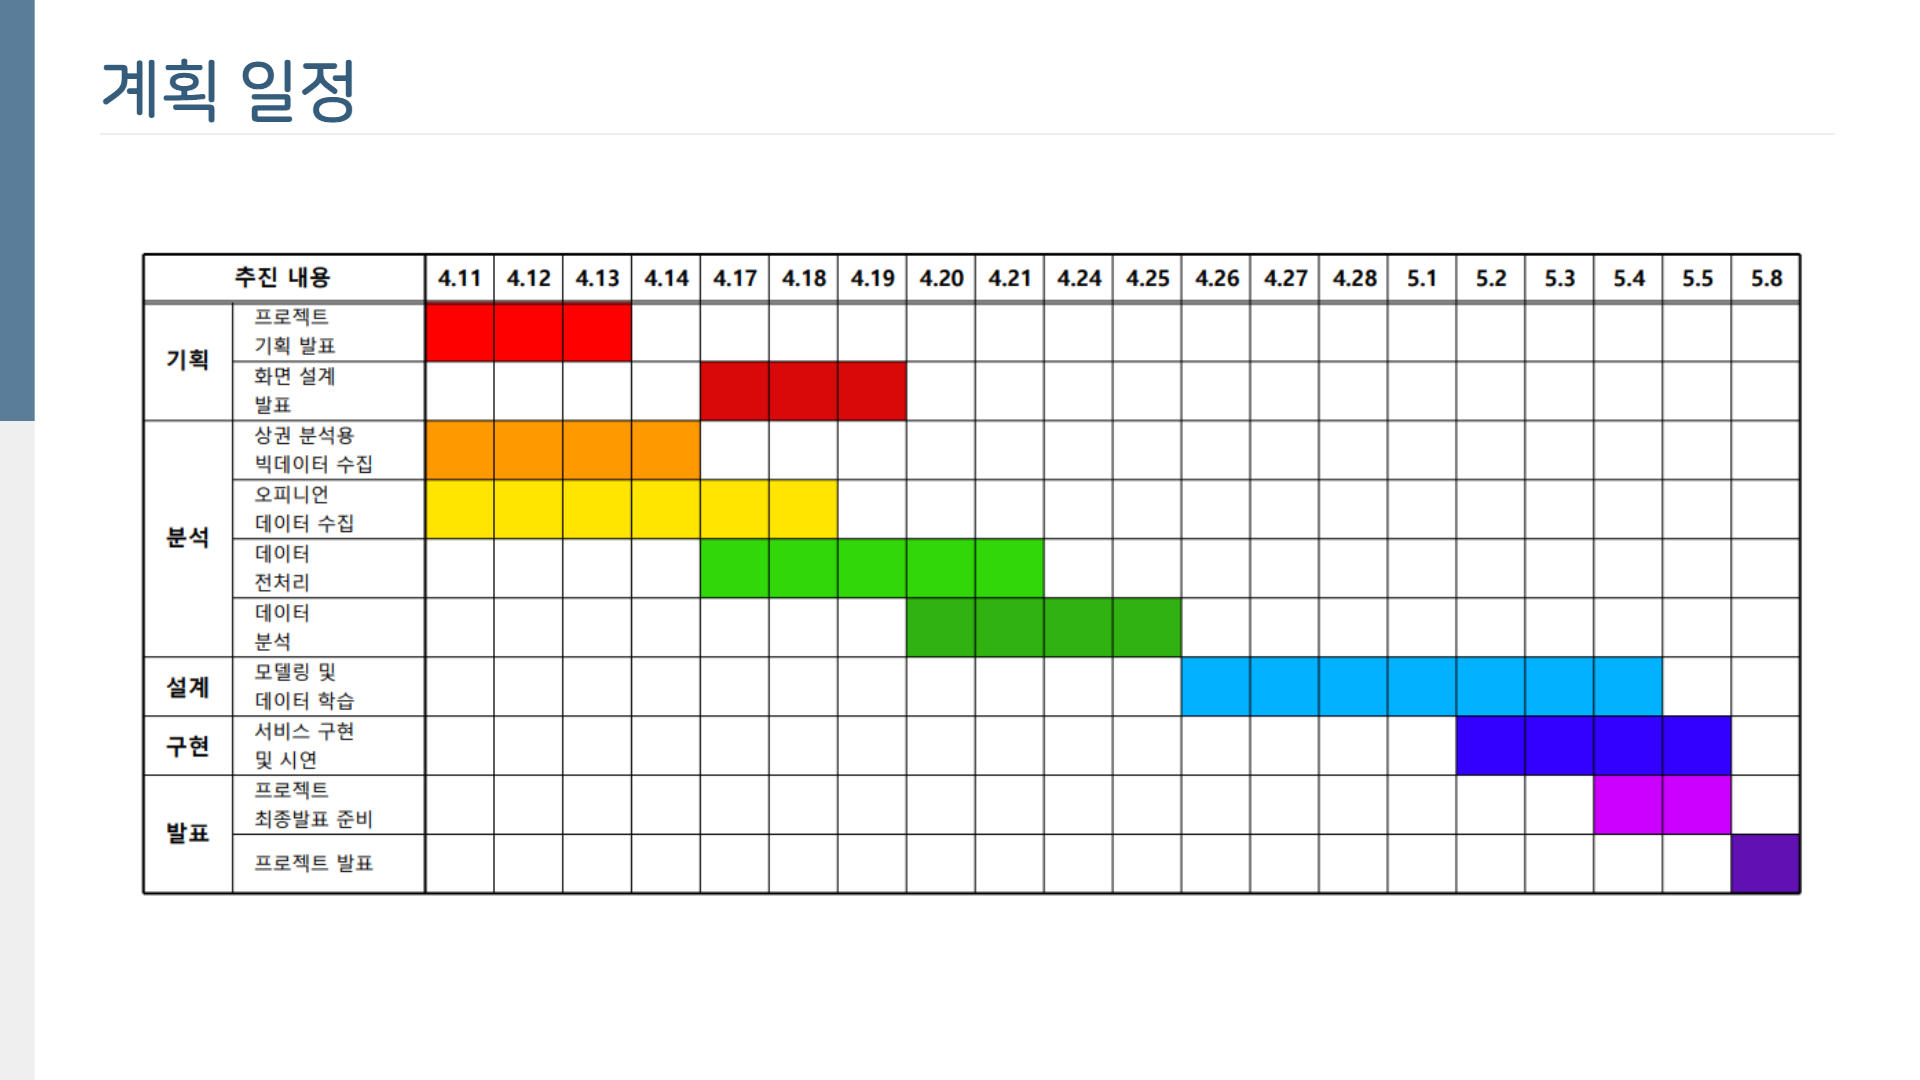 계획 일정
추진 내용 4.11 4.12 4.13 4.14 4.17 4.18 4.19 4.20 4.21 4.24 4.25 4.26 4.27 4.28 5.1 5.2 5.3 5.4 5.5 5.8
기획
프로젝트
기획 발표
화면 설계
발표
분석
상권 분석용
빅데이터 수집
오피니언
데이터 수집
데이터
전처리
데이터
분석
설계
모델링 및
데이터 학습
구현
서비스 구현
및 시연
발표
프로젝트
최종발표 준비
프로젝트 발표